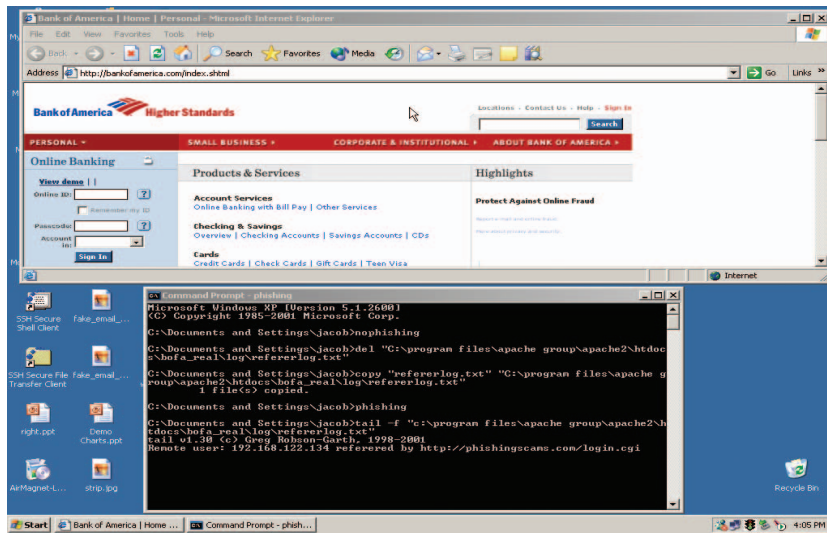 Bank of America | Home | Personal - Microsoft Internet Explorer
File Edit View Favorites Tools Help
Back Search Favorites Media
Address http://bankofamerica.com/index.shtml Go Links »
Bank of America Higher Standards
Locations · Contact Us · Help · Sign In
Search
PERSONAL SMALL BUSINESS CORPORATE & INSTITUTIONAL ABOUT BANK OF AMERICA
Online Banking
View demo | |
Online ID: ?
Remember my ID
Passcode: ?
Account in:
Sign In
Products & Services
Account Services
Online Banking with Bill Pay | Other Services
Checking & Savings
Overview | Checking Accounts | Savings Accounts | CDs
Cards
Credit Cards | Check Cards | Gift Cards | Teen Visa
Highlights
Protect Against Online Fraud
Internet
SSH Secure Shell Client
fake_email_...
SSH Secure File Transfer Client
fake_email_...
right.ppt
Demo Charts.ppt
AirMagnet-L...
strip.jpg
Recycle Bin
Command Prompt - phishing
Microsoft Windows XP [Version 5.1.2600]
(C) Copyright 1985-2001 Microsoft Corp.
C:\Documents and Settings\jacob>nophishing
C:\Documents and Settings\jacob>del "C:\program files\apache group\apache2\htdoc
s\bofa_real\log\refererlog.txt"
C:\Documents and Settings\jacob>copy "refererlog.txt" "C:\program files\apache g
roup\apache2\htdocs\bofa_real\log\refererlog.txt"
1 file(s) copied.
C:\Documents and Settings\jacob>phishing
C:\Documents and Settings\jacob>tail -f "c:\program files\apache group\apache2\h
tdocs\bofa_real\log\refererlog.txt"
tail v1.30 (c) Greg Robson-Garth, 1998-2001
Remote user: 192.168.122.134 referered by http://phishingscams.com/login.cgi
Start Bank of America | Home ... Command Prompt - phish... 4:05 PM